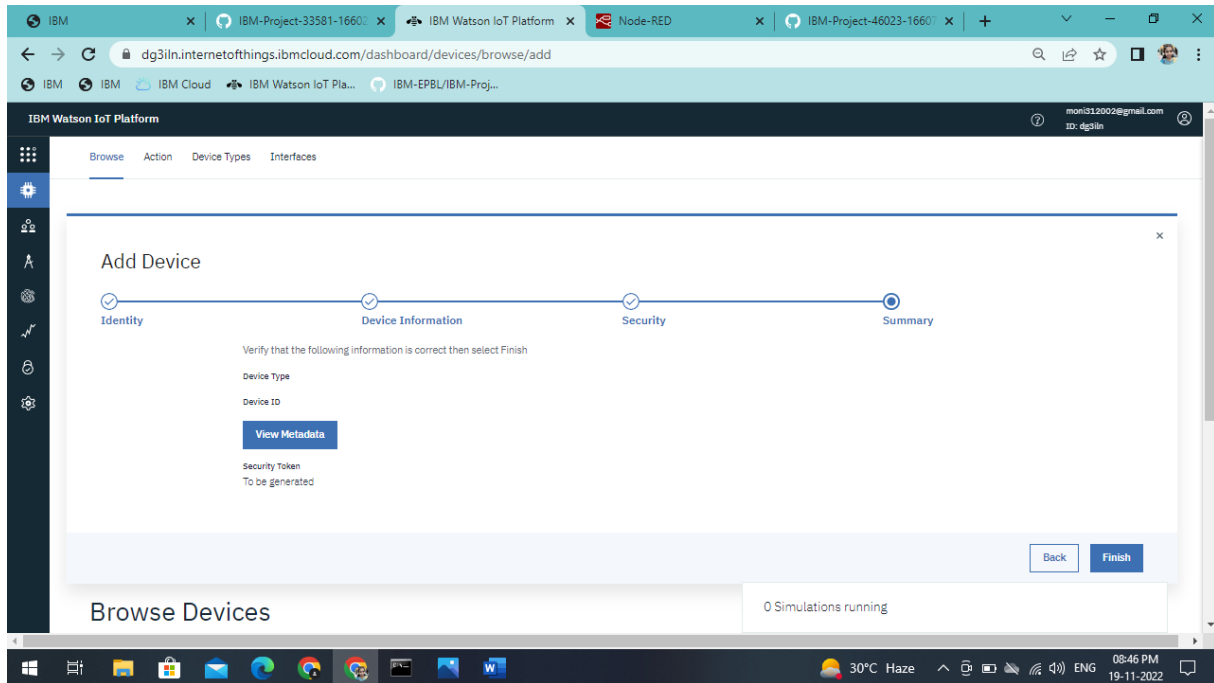 IBM
IBM-Project-33581-16602
IBM Watson IoT Platform
Node-RED
IBM-Project-46023-16607
dg3iln.internetofthings.ibmcloud.com/dashboard/devices/browse/add
IBM
IBM
IBM Cloud
IBM Watson IoT Pla...
IBM-EPBL/IBM-Proj...
IBM Watson IoT Platform
moni312002@gmail.com
ID: dg3iln
Browse Action Device Types Interfaces
Add Device
Identity Device Information Security Summary
Verify that the following information is correct then select Finish
Device Type
Device ID
View Metadata
Security Token
To be generated
Back Finish
Browse Devices
0 Simulations running
30°C Haze
ENG
08:46 PM
19-11-2022